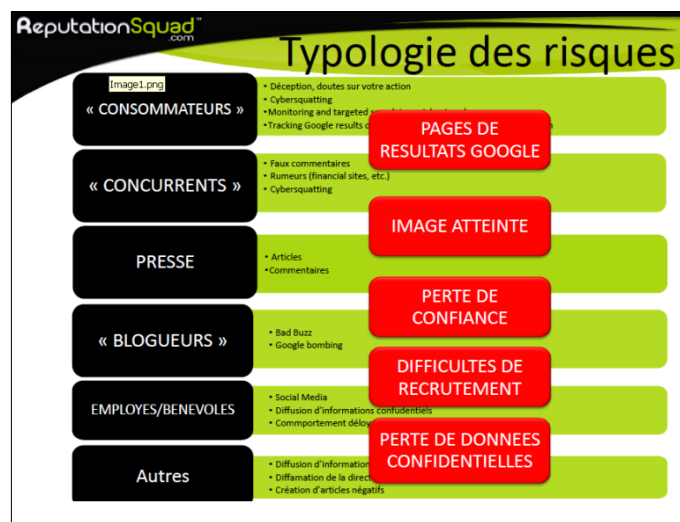 ReputationSquad™
.com
Typologie des risques
Image1.png
« CONSOMMATEURS »
• Déception, doutes sur votre action
• Cybersquatting
•Monitoring and targeted
•Tracking Google results
PAGES DE
RESULTATS GOOGLE
« CONCURRENTS »
• Faux commentaires
• Rumeurs (financial sites, etc.)
• Cybersquatting
IMAGE ATTEINTE
PRESSE
• Articles
•Commentaires
PERTE DE
CONFIANCE
« BLOGUEURS »
• Bad Buzz
• Google bombing
DIFFICULTES DE
RECRUTEMENT
EMPLOYES/BENEVOLES
• Social Media
• Diffusion d'informations confudentiels
• Commportement déloy
PERTE DE DONNEES
CONFIDENTIELLES
Autres
• Diffusion d'information
• Diffamation de la direct
• Création d'articles négatifs